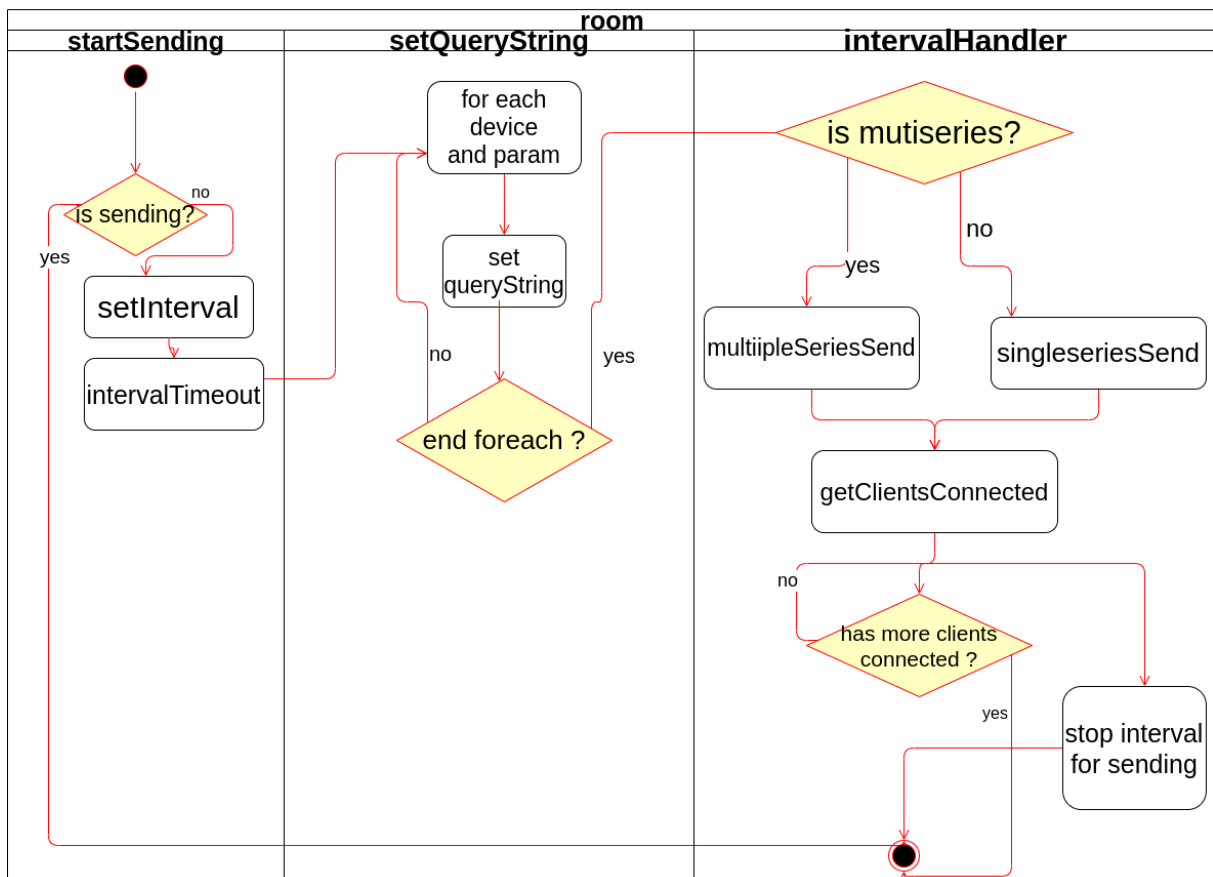 room
startSending
setQueryString
intervalHandler
is sending?
no
yes
setInterval
intervalTimeout
for each
device
and param
set
queryString
no
yes
end foreach ?
is mutiseries?
yes
no
multiipleSeriesSend
singleseriesSend
getClientsConnected
no
has more clients
connected ?
yes
stop interval
for sending